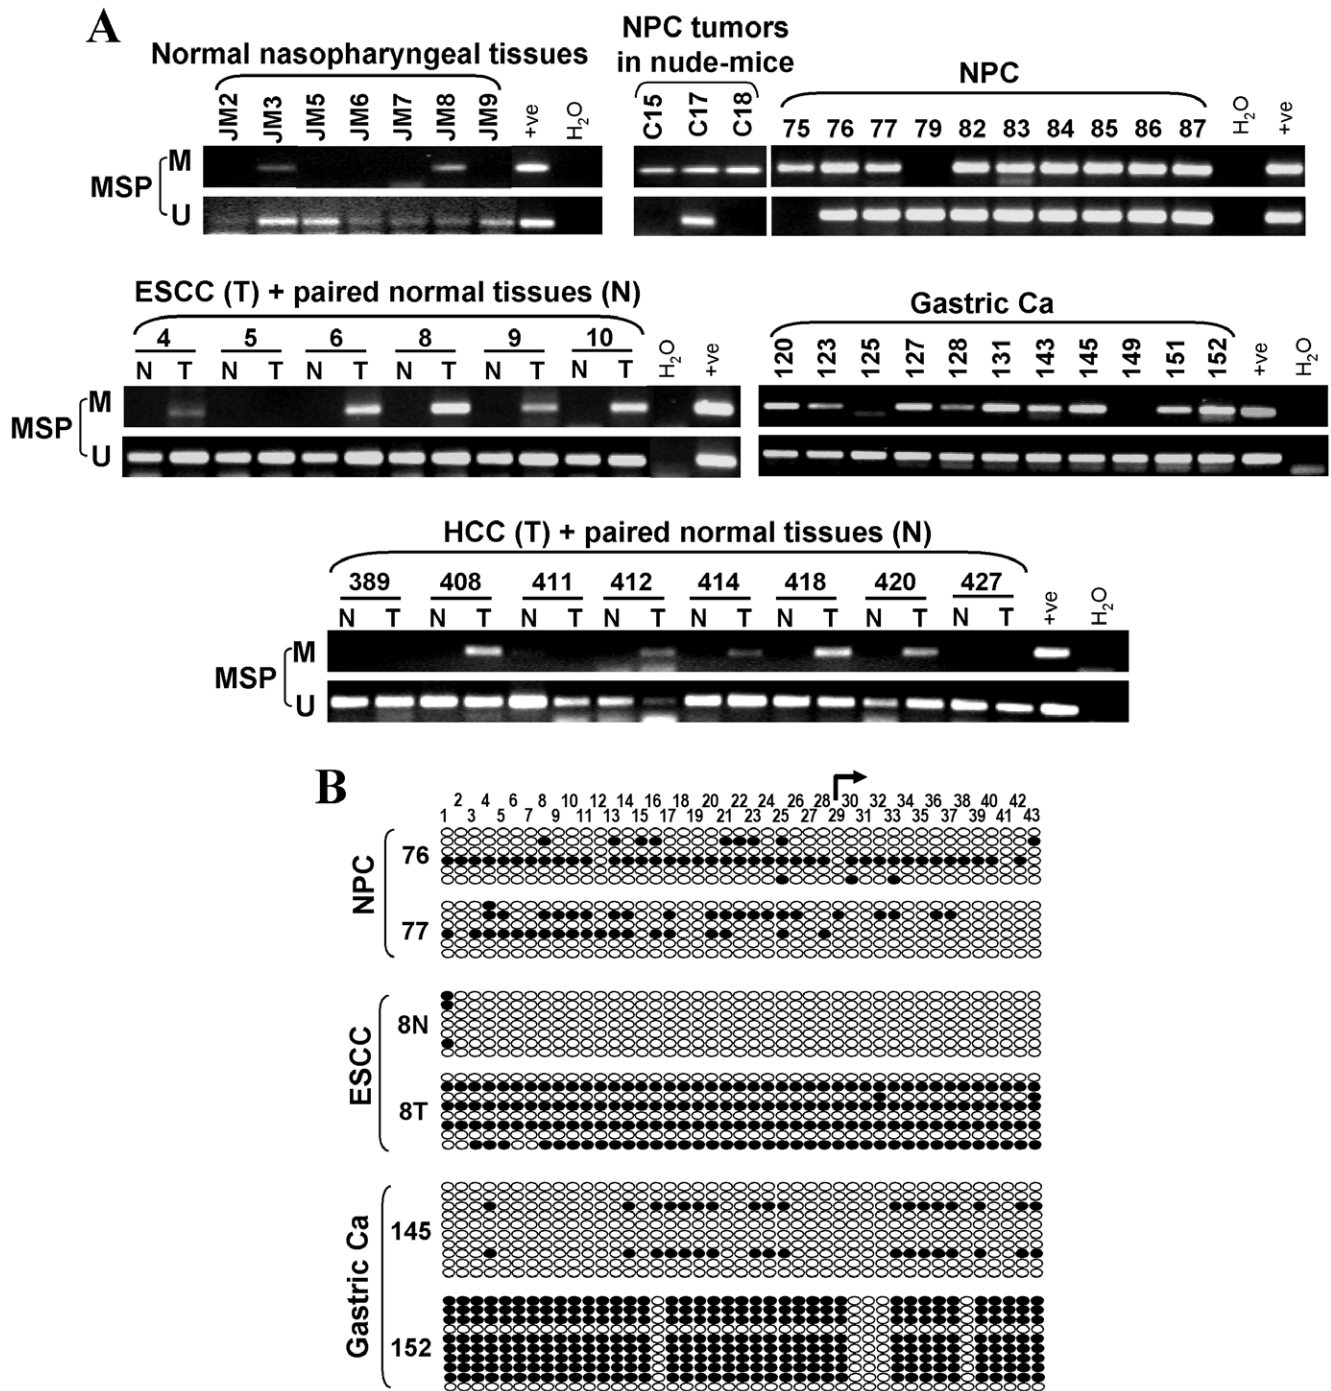 A
Normal nasopharyngeal tissues
JM2 JM3 JM5 JM6 JM7 JM8 JM9 +ve H₂O
MSP
M
U
NPC tumors
in nude-mice
C15 C17 C18
NPC
75 76 77 79 82 83 84 85 86 87 H₂O +ve
ESCC (T) + paired normal tissues (N)
4 5 6 8 9 10
N T N T N T N T N T N T H₂O +ve
MSP
M
U
Gastric Ca
120 123 125 127 128 131 143 145 149 151 152 +ve H₂O
HCC (T) + paired normal tissues (N)
389 408 411 412 414 418 420 427
N T N T N T N T N T N T N T N T +ve H₂O
MSP
M
U
B
2 4 6 8 10 12 14 16 18 20 22 24 26 28 30 32 34 36 38 40 42
1 3 5 7 9 11 13 15 17 19 21 23 25 27 29 31 33 35 37 39 41 43
NPC
76
77
ESCC
8N
8T
Gastric Ca
145
152